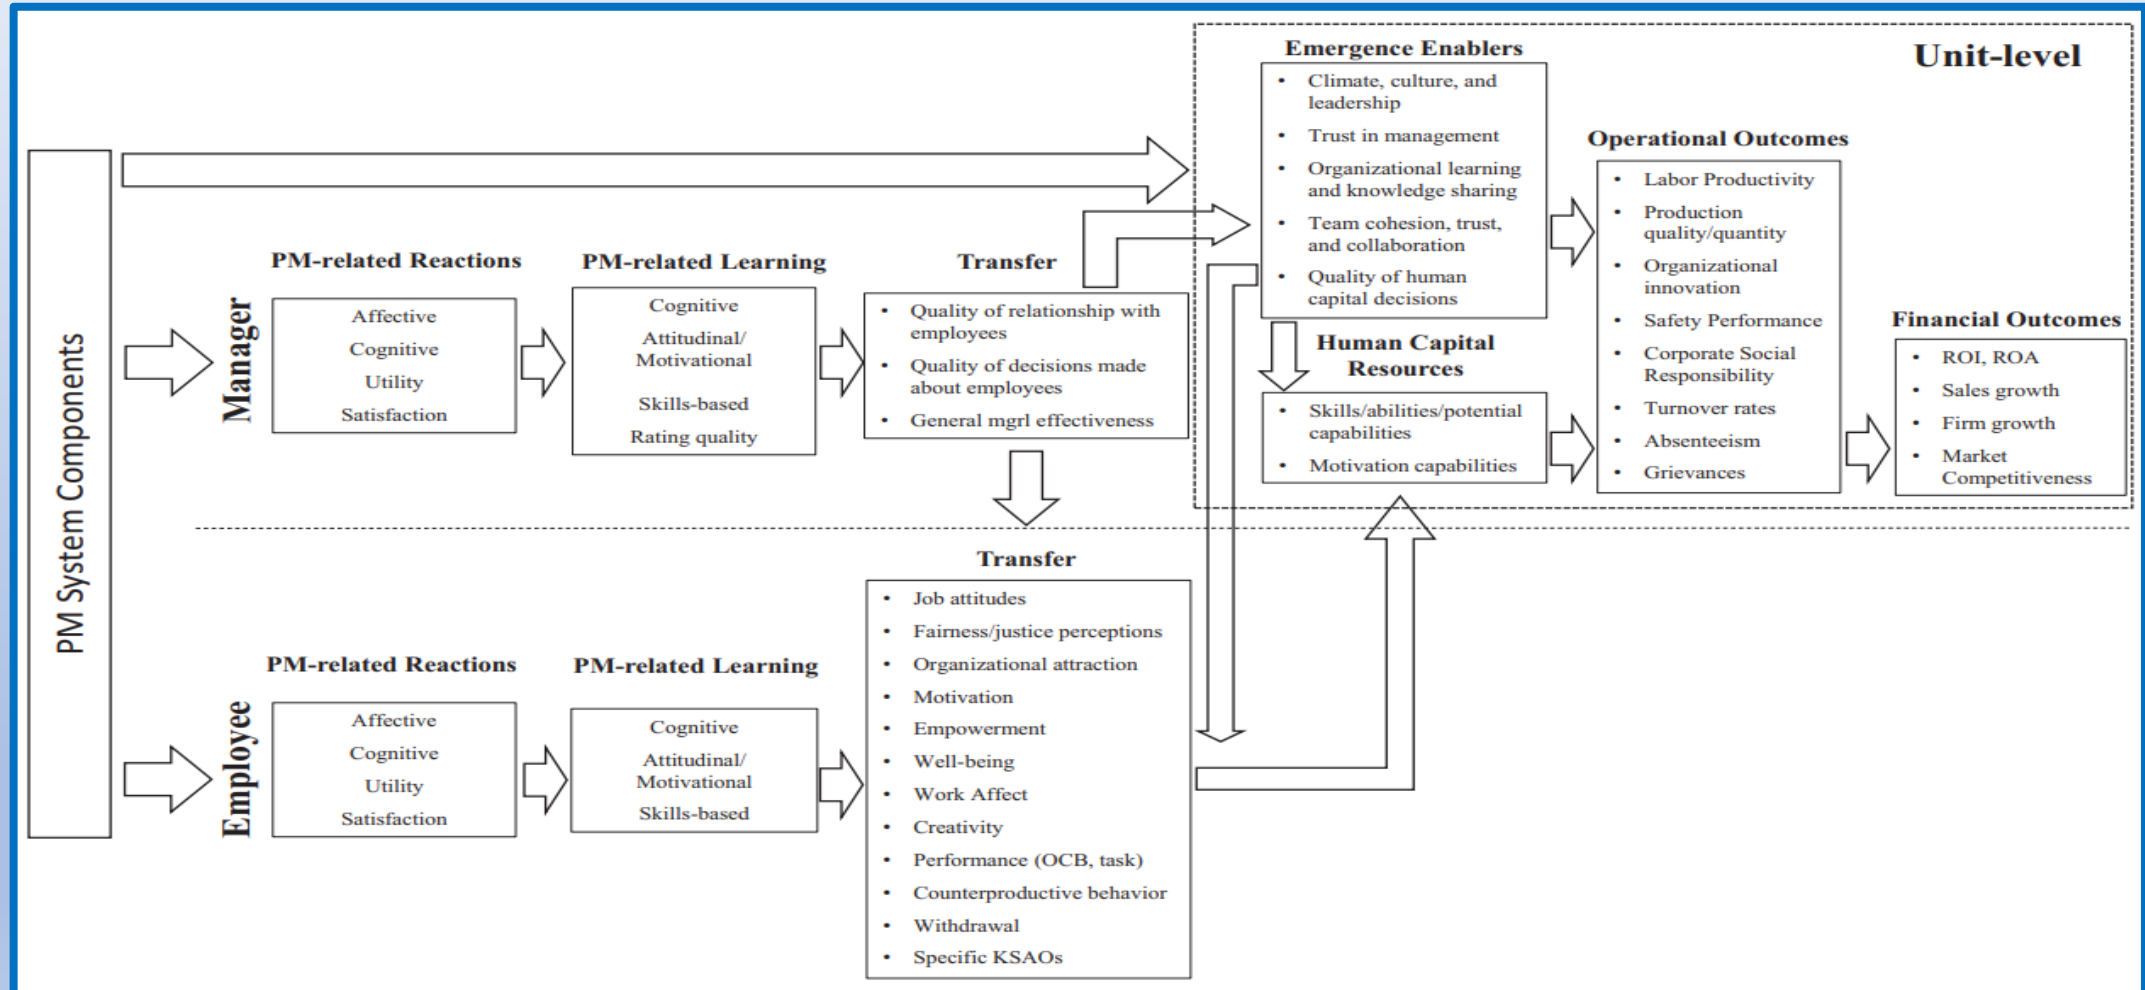 PM System Components
Manager
PM-related Reactions
Affective
Cognitive
Utility
Satisfaction
PM-related Learning
Cognitive
Attitudinal/
Motivational
Skills-based
Rating quality
Transfer
• Quality of relationship with
employees
• Quality of decisions made
about employees
• General mgrl effectiveness
Employee
PM-related Reactions
Affective
Cognitive
Utility
Satisfaction
PM-related Learning
Cognitive
Attitudinal/
Motivational
Skills-based
Transfer
• Job attitudes
• Fairness/justice perceptions
• Organizational attraction
• Motivation
• Empowerment
• Well-being
• Work Affect
• Creativity
• Performance (OCB, task)
• Counterproductive behavior
• Withdrawal
• Specific KSAOs
Unit-level
Emergence Enablers
• Climate, culture, and
leadership
• Trust in management
• Organizational learning
and knowledge sharing
• Team cohesion, trust,
and collaboration
• Quality of human
capital decisions
Human Capital
Resources
• Skills/abilities/potential
capabilities
• Motivation capabilities
Operational Outcomes
• Labor Productivity
• Production
quality/quantity
• Organizational
innovation
• Safety Performance
• Corporate Social
Responsibility
• Turnover rates
• Absenteeism
• Grievances
Financial Outcomes
• ROI, ROA
• Sales growth
• Firm growth
• Market
Competitiveness